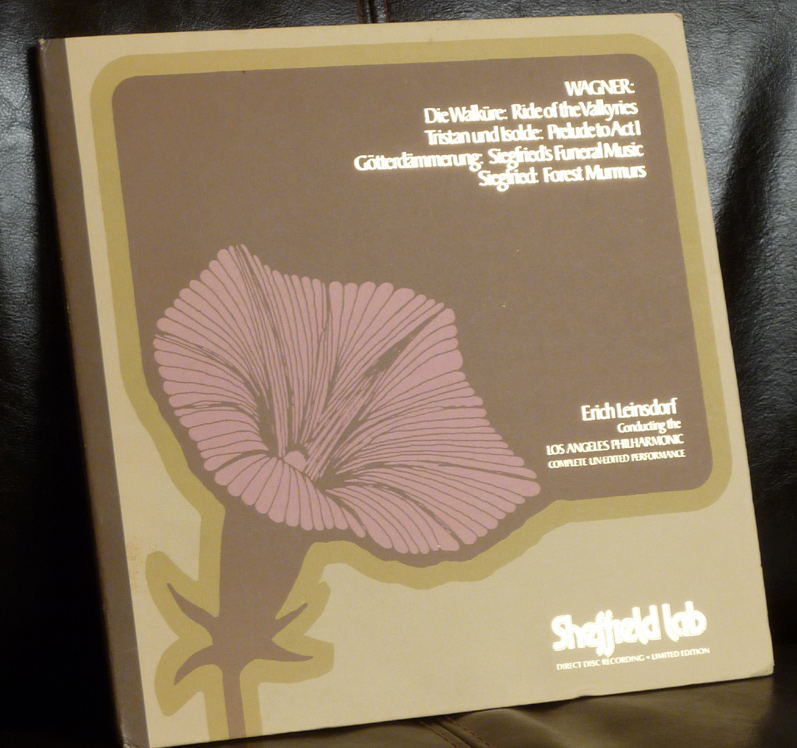 WAGNER:
Die Walküre: Ride of the Valkyries
Tristan und Isolde: Prelude to Act I
Götterdämmerung: Siegfried's Funeral Music
Siegfried: Forest Murmurs
Erich Leinsdorf
Conducting the
LOS ANGELES PHILHARMONIC
COMPLETE UN-EDITED PERFORMANCE
Sheffield Lab
DIRECT DISC RECORDING • LIMITED EDITION